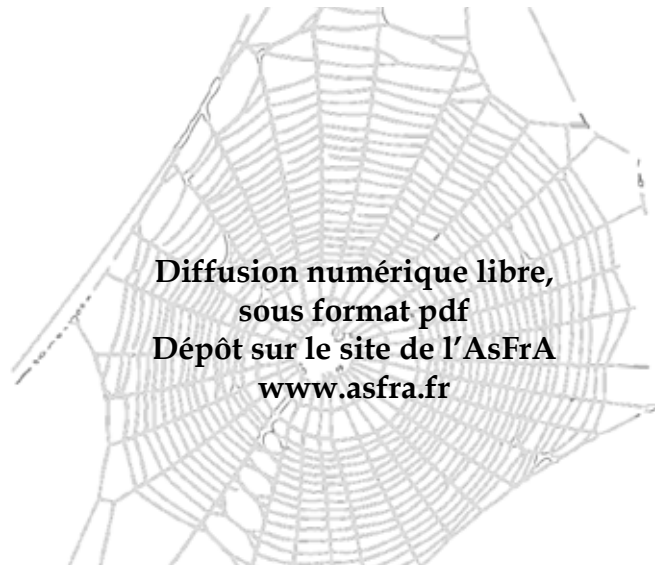 Diffusion numérique libre,
sous format pdf
Dépôt sur le site de l’AsFrA
www.asfra.fr